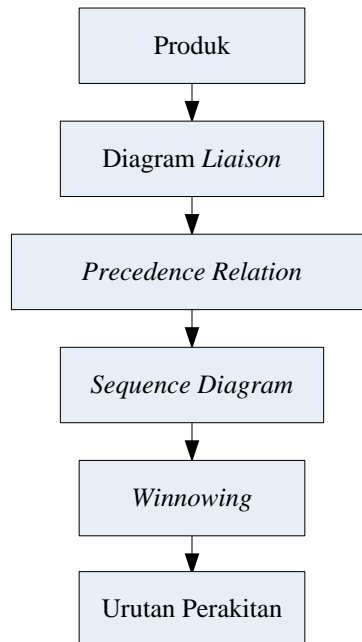 Produk
Diagram Liaison
Precedence Relation
Sequence Diagram
Winnowing
Urutan Perakitan